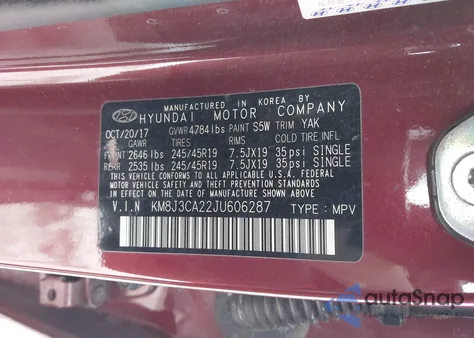 MANUFACTURED IN KOREA BY
HYUNDAI MOTOR COMPANY
OCT/20/17 GVWR 4784 lbs PAINT S5W TRIM YAK
GAWR TIRES RIMS COLD TIRE INFL
FRONT 2646 lbs 245/45R19 7.5JX19 35psi SINGLE
REAR 2535 lbs 245/45R19 7.5JX19 35psi SINGLE
THIS VEHICLE CONFORMS TO ALL APPLICABLE
U.S.A. FEDERAL MOTOR VEHICLE
SAFETY, BUMPER, AND THEFT PREVENTION STANDARDS
IN EFFECT ON THE DATE OF MANUFACTURE SHOWN ABOVE.
V.I.N KM8J3CA22JU606287 TYPE : MPV
autoSnap